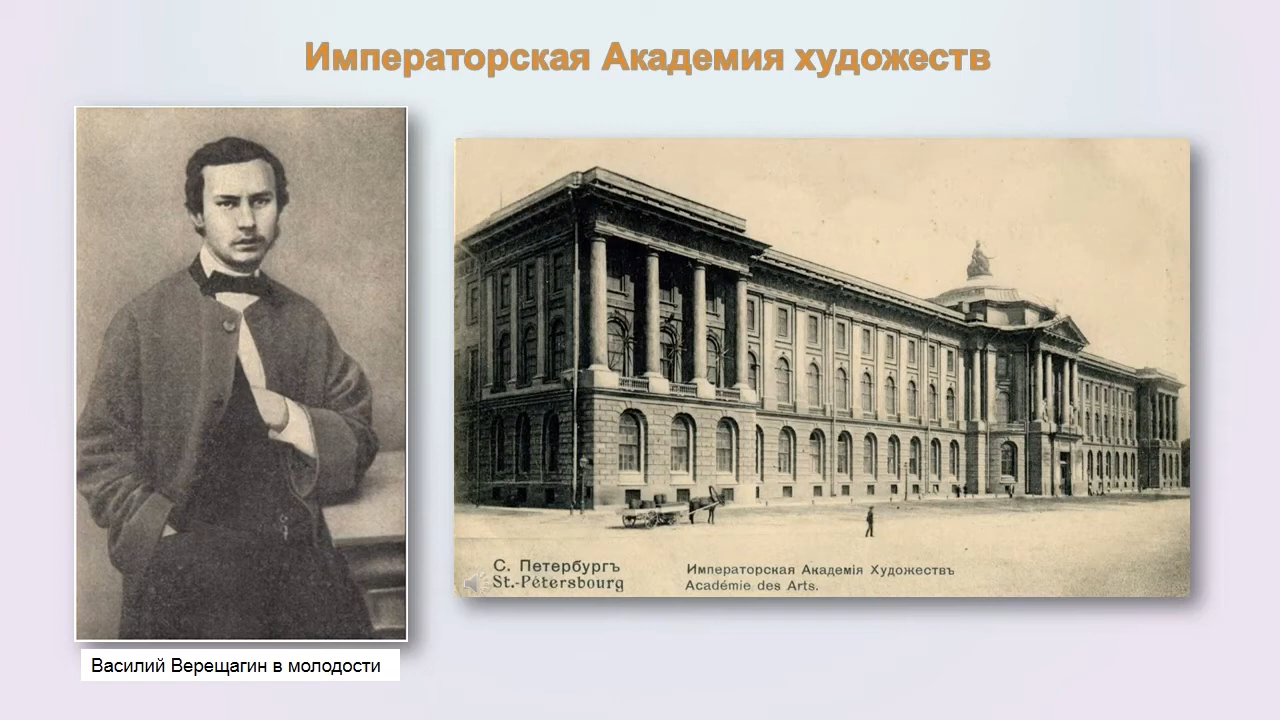 Императорская Академия художеств
С. Петербургъ
St.-Pétersbourg
Императорская Академія Художествъ
Académie des Arts.
Василий Верещагин в молодости